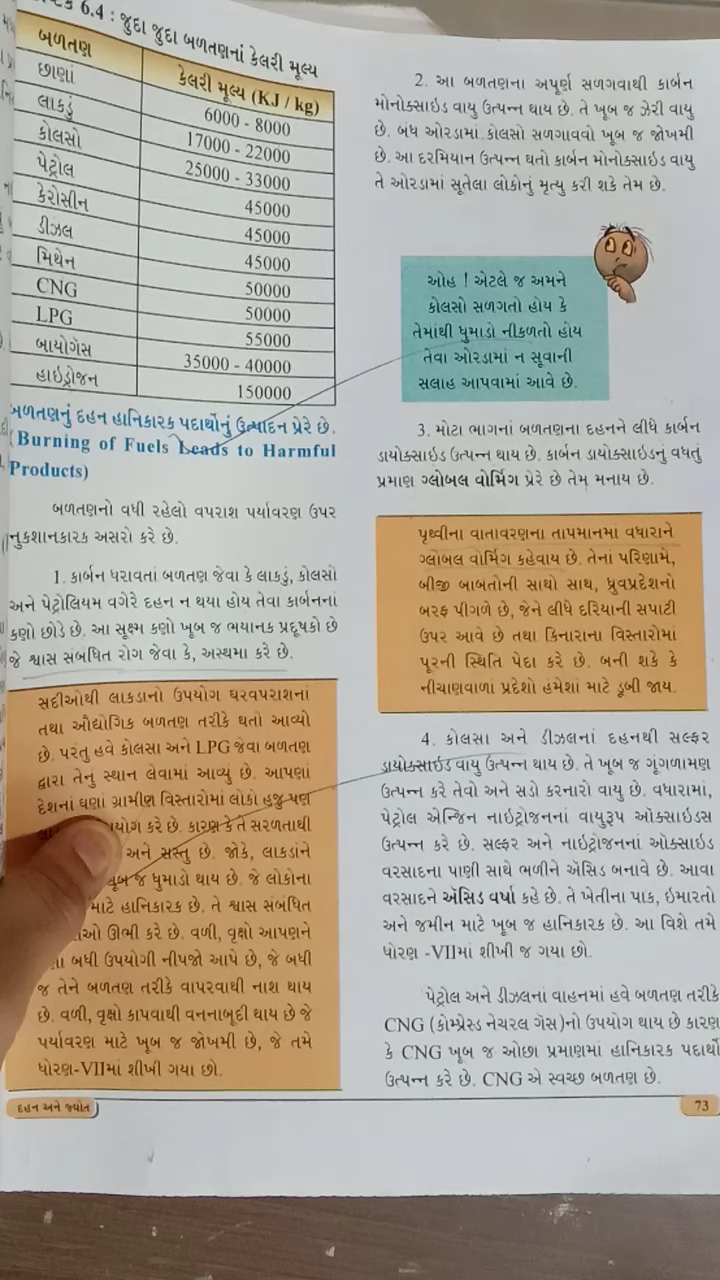 6.4 : જુદા જુદા બળતણનાં કેલરી મૂલ્ય
બળતણ કેલરી મૂલ્ય (KJ / kg)
છાણાં 6000 - 8000
લાકડું 17000 - 22000
કોલસો 25000 - 33000
પેટ્રોલ 45000
કેરોસીન 45000
ડીઝલ 45000
મિથેન 50000
CNG 50000
LPG 55000
બાયોગૅસ 35000 - 40000
હાઇડ્રોજન 150000
બળતણનું દહન હાનિકારક પદાર્થોનું ઉત્પાદન પ્રેરે છે.
(Burning of Fuels Leads to Harmful
Products)
બળતણનો વધી રહેલો વપરાશ પર્યાવરણ ઉપર
નુકશાનકારક અસરો કરે છે.
1. કાર્બન ધરાવતાં બળતણ જેવા કે લાકડું, કોલસો
અને પેટ્રોલિયમ વગેરે દહન ન થયા હોય તેવા કાર્બનનાં
કણો છોડે છે. આ સૂક્ષ્મ કણો ખૂબ જ ભયાનક પ્રદૂષકો છે
જે શ્વાસ સંબધિત રોગ જેવા કે, અસ્થમા કરે છે.
સદીઓથી લાકડાનો ઉપયોગ ઘરવપરાશનાં
તથા ઔદ્યોગિક બળતણ તરીકે થતો આવ્યો
છે. પરંતુ હવે કોલસા અને LPG જેવા બળતણ
દ્વારા તેનુ સ્થાન લેવામાં આવ્યું છે. આપણાં
દેશનાં ઘણાં ગ્રામીણ વિસ્તારોમાં લોકો હજુ પણ
કરે છે. કારણ કે તે સરળતાથી
અને સસ્તુ છે. જોકે, લાકડાંને
ખૂબ જ ધુમાડો થાય છે. જે લોકોના
માટે હાનિકારક છે. તે શ્વાસ સંબધિત
ઊભી કરે છે. વળી, વૃક્ષો આપણને
બધી ઉપયોગી નીપજો આપે છે, જે બધી
જ તેને બળતણ તરીકે વાપરવાથી નાશ થાય
છે. વળી, વૃક્ષો કાપવાથી વનનાબૂદી થાય છે જે
પર્યાવરણ માટે ખૂબ જ જોખમી છે, જે તમે
ધોરણ-VIIમાં શીખી ગયા છો.
2. આ બળતણના અપૂર્ણ સળગવાથી કાર્બન
મોનોક્સાઇડ વાયુ ઉત્પન્ન થાય છે. તે ખૂબ જ ઝેરી વાયુ
છે. બંધ ઓરડામાં કોલસો સળગાવવો ખૂબ જ જોખમી
છે. આ દરમિયાન ઉત્પન્ન થતો કાર્બન મોનોક્સાઇડ વાયુ
તે ઓરડામાં સૂતેલા લોકોનું મૃત્યુ કરી શકે તેમ છે.
ઓહ ! એટલે જ અમને
કોલસો સળગતો હોય કે
તેમાંથી ધુમાડો નીકળતો હોય
તેવા ઓરડામાં ન સૂવાની
સલાહ આપવામાં આવે છે.
3. મોટા ભાગનાં બળતણના દહનને લીધે કાર્બન
ડાયોક્સાઇડ ઉત્પન્ન થાય છે. કાર્બન ડાયોક્સાઇડનું વધતું
પ્રમાણ ગ્લોબલ વોર્મિગ પ્રેરે છે તેમ મનાય છે.
પૃથ્વીના વાતાવરણના તાપમાનમાં વધારાને
ગ્લોબલ વોર્મિગ કહેવાય છે. તેનાં પરિણામે,
બીજી બાબતોની સાથો સાથ, ધ્રુવપ્રદેશનો
બરફ પીગળે છે, જેને લીધે દરિયાની સપાટી
ઉપર આવે છે તથા કિનારાના વિસ્તારોમાં
પૂરની સ્થિતિ પેદા કરે છે. બની શકે કે
નીચાણવાળાં પ્રદેશો હંમેશાં માટે ડૂબી જાય.
4. કોલસા અને ડીઝલનાં દહનથી સલ્ફર
ડાયોક્સાઇડ વાયુ ઉત્પન્ન થાય છે. તે ખૂબ જ ગૂંગળામણ
ઉત્પન્ન કરે તેવો અને સડો કરનારો વાયુ છે. વધારામાં,
પેટ્રોલ એન્જિન નાઇટ્રોજનનાં વાયુરૂપ ઑક્સાઇડસ
ઉત્પન્ન કરે છે. સલ્ફર અને નાઇટ્રોજનનાં ઑક્સાઇડ
વરસાદના પાણી સાથે ભળીને ઍસિડ બનાવે છે. આવા
વરસાદને ઍસિડ વર્ષા કહે છે. તે ખેતીના પાક, ઇમારતો
અને જમીન માટે ખૂબ જ હાનિકારક છે. આ વિશે તમે
ધોરણ -VIIમાં શીખી જ ગયા છો.
પેટ્રોલ અને ડીઝલનાં વાહનમાં હવે બળતણ તરીકે
CNG (કોમ્પ્રેસ્ડ નેચરલ ગૅસ)નો ઉપયોગ થાય છે કારણ
કે CNG ખૂબ જ ઓછા પ્રમાણમાં હાનિકારક પદાર્થો
ઉત્પન્ન કરે છે. CNG એ સ્વચ્છ બળતણ છે.
દહન અને જ્યોત
73